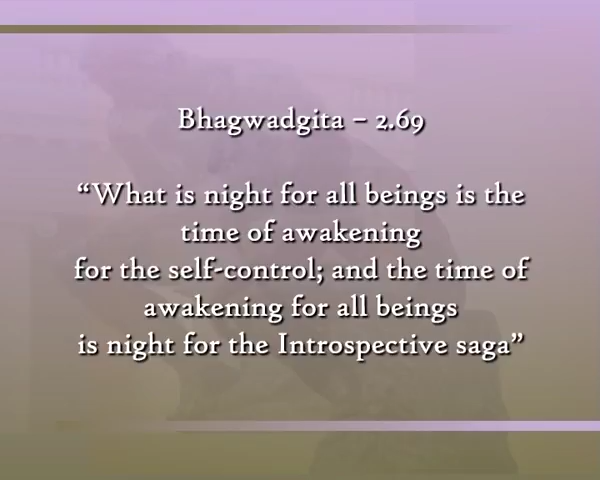 Bhagwadgita – 2.69
“What is night for all beings is the
time of awakening
for the self-control; and the time of
awakening for all beings
is night for the Introspective saga”